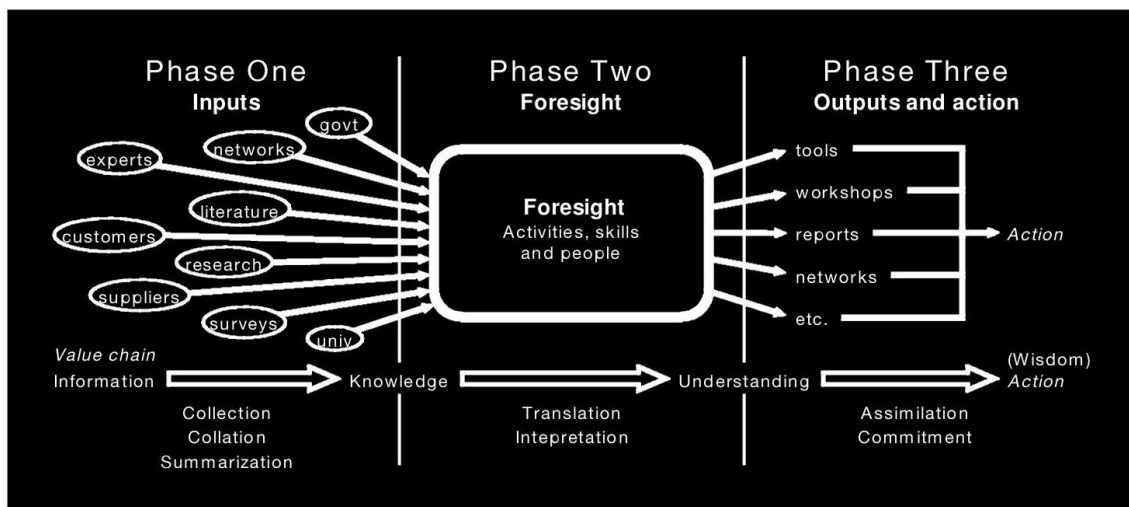 Phase One
Inputs
govt
networks
experts
literature
customers
research
suppliers
surveys
univ
Phase Two
Foresight
Foresight
Activities, skills
and people
Phase Three
Outputs and action
tools
workshops
reports
networks
etc.
Action
Value chain
Information
Knowledge
Understanding
(Wisdom)
Action
Collection
Collation
Summarization
Translation
Intepretation
Assimilation
Commitment